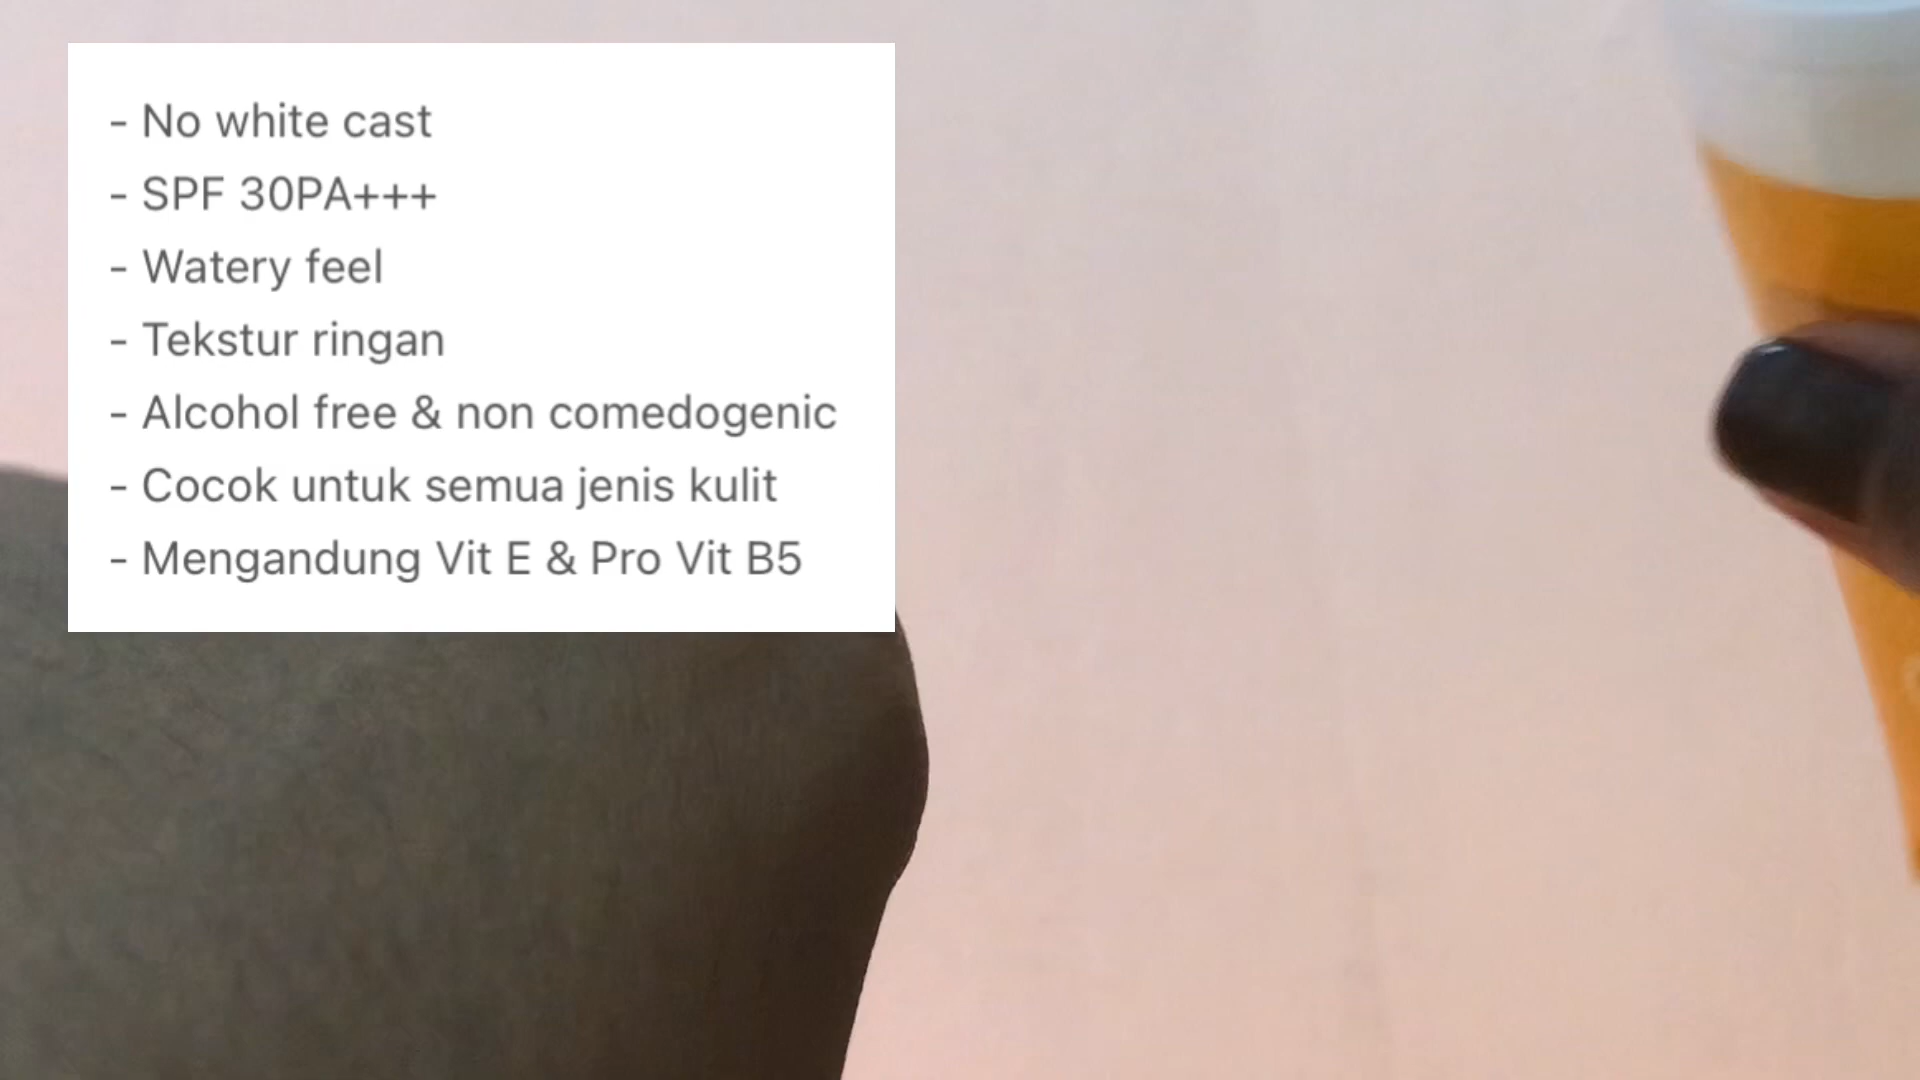 - No white cast
- SPF 30PA+++
- Watery feel
- Tekstur ringan
- Alcohol free & non comedogenic
- Cocok untuk semua jenis kulit
- Mengandung Vit E & Pro Vit B5